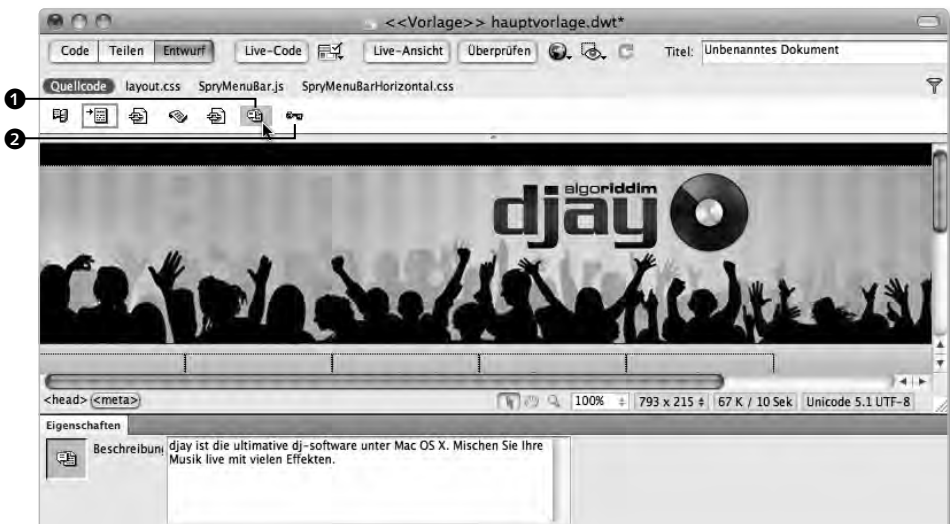 <<Vorlage>> hauptvorlage.dwt*
Code Teilen Entwurf Live-Code Live-Ansicht Überprüfen Titel: Unbenanntes Dokument
Quellcode layout.css SpryMenuBar.js SpryMenuBarHorizontal.css
1
2
algoriddim
djay
<head> <meta> 100% 793 x 215 67 K / 10 Sek Unicode 5.1 UTF-8
Eigenschaften
Beschreibung djay ist die ultimative dj-software unter Mac OS X. Mischen Sie Ihre
Musik live mit vielen Effekten.